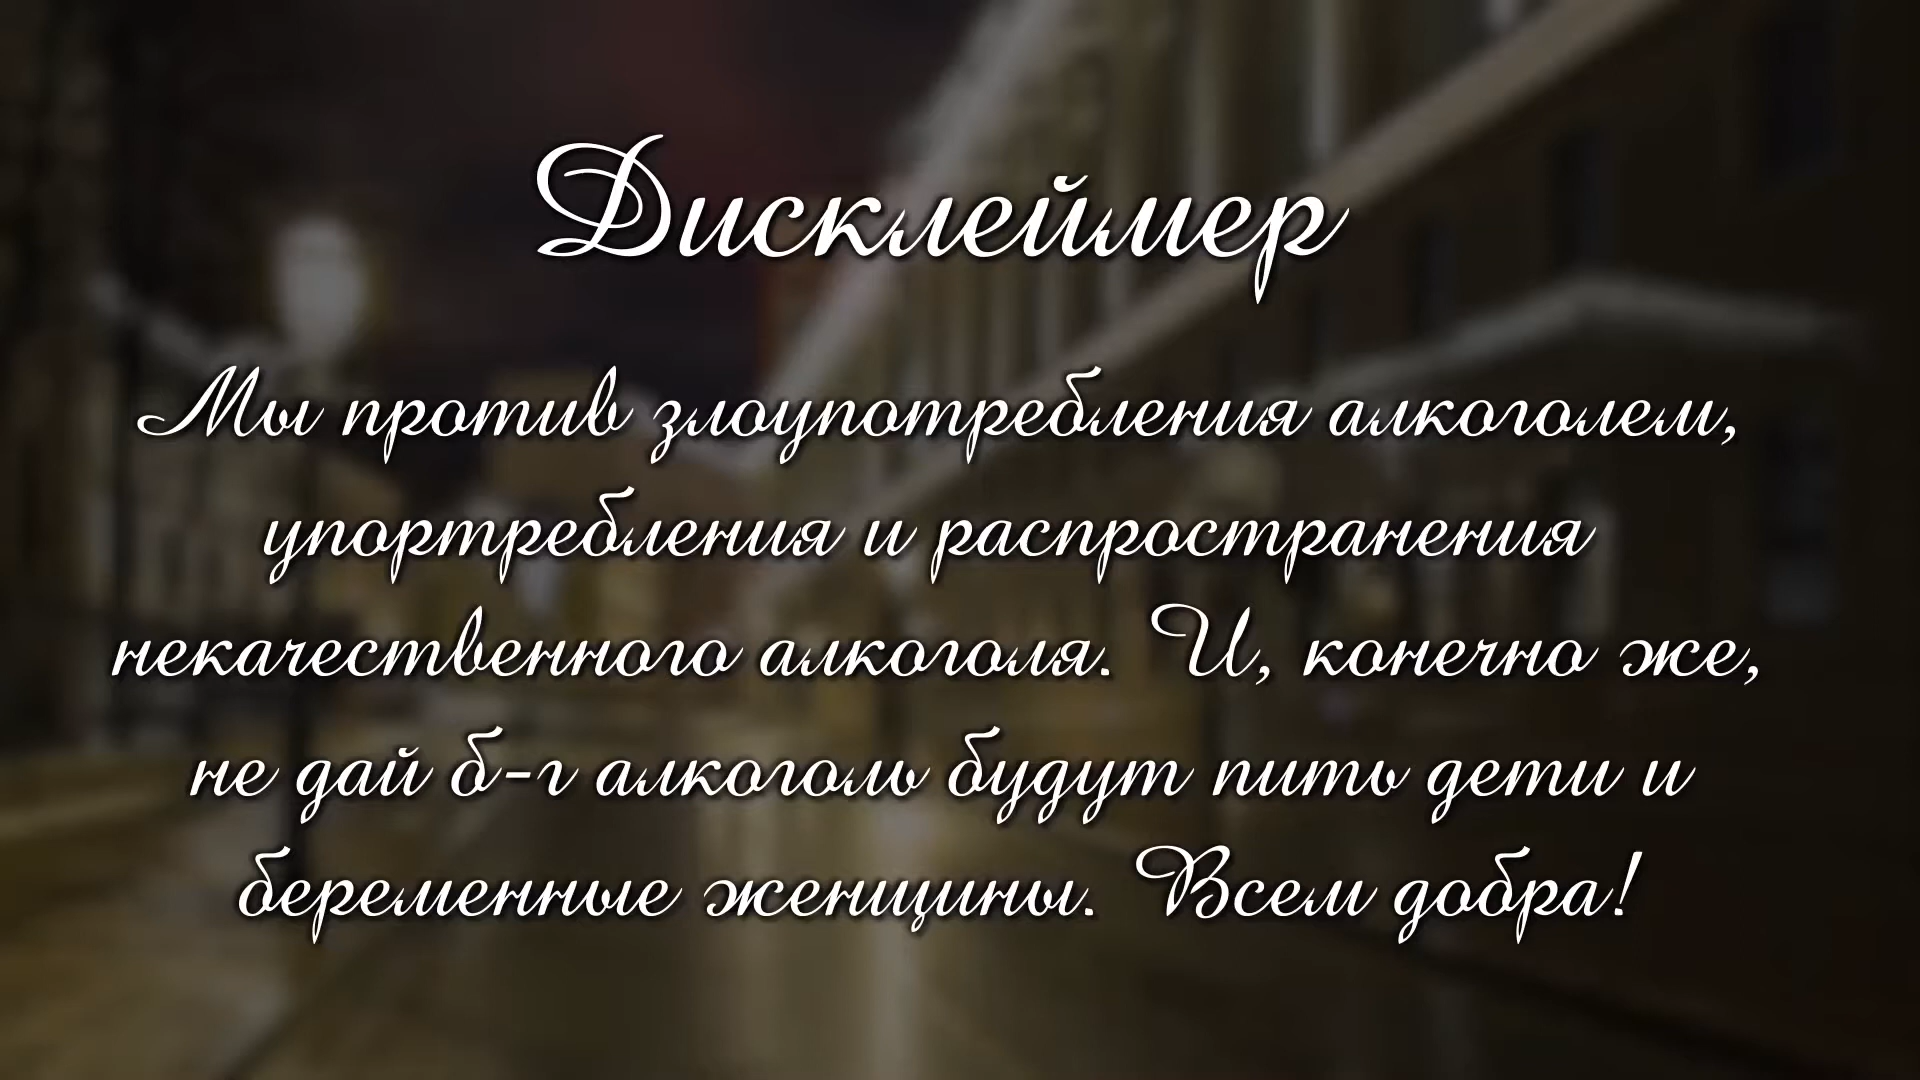 Дисклеймер
Мы против злоупотребления алкоголем,
упортребления и распространения
некачественного алкоголя. И, конечно же,
не дай б-г алкоголь будут пить дети и
беременные женщины. Всем добра!